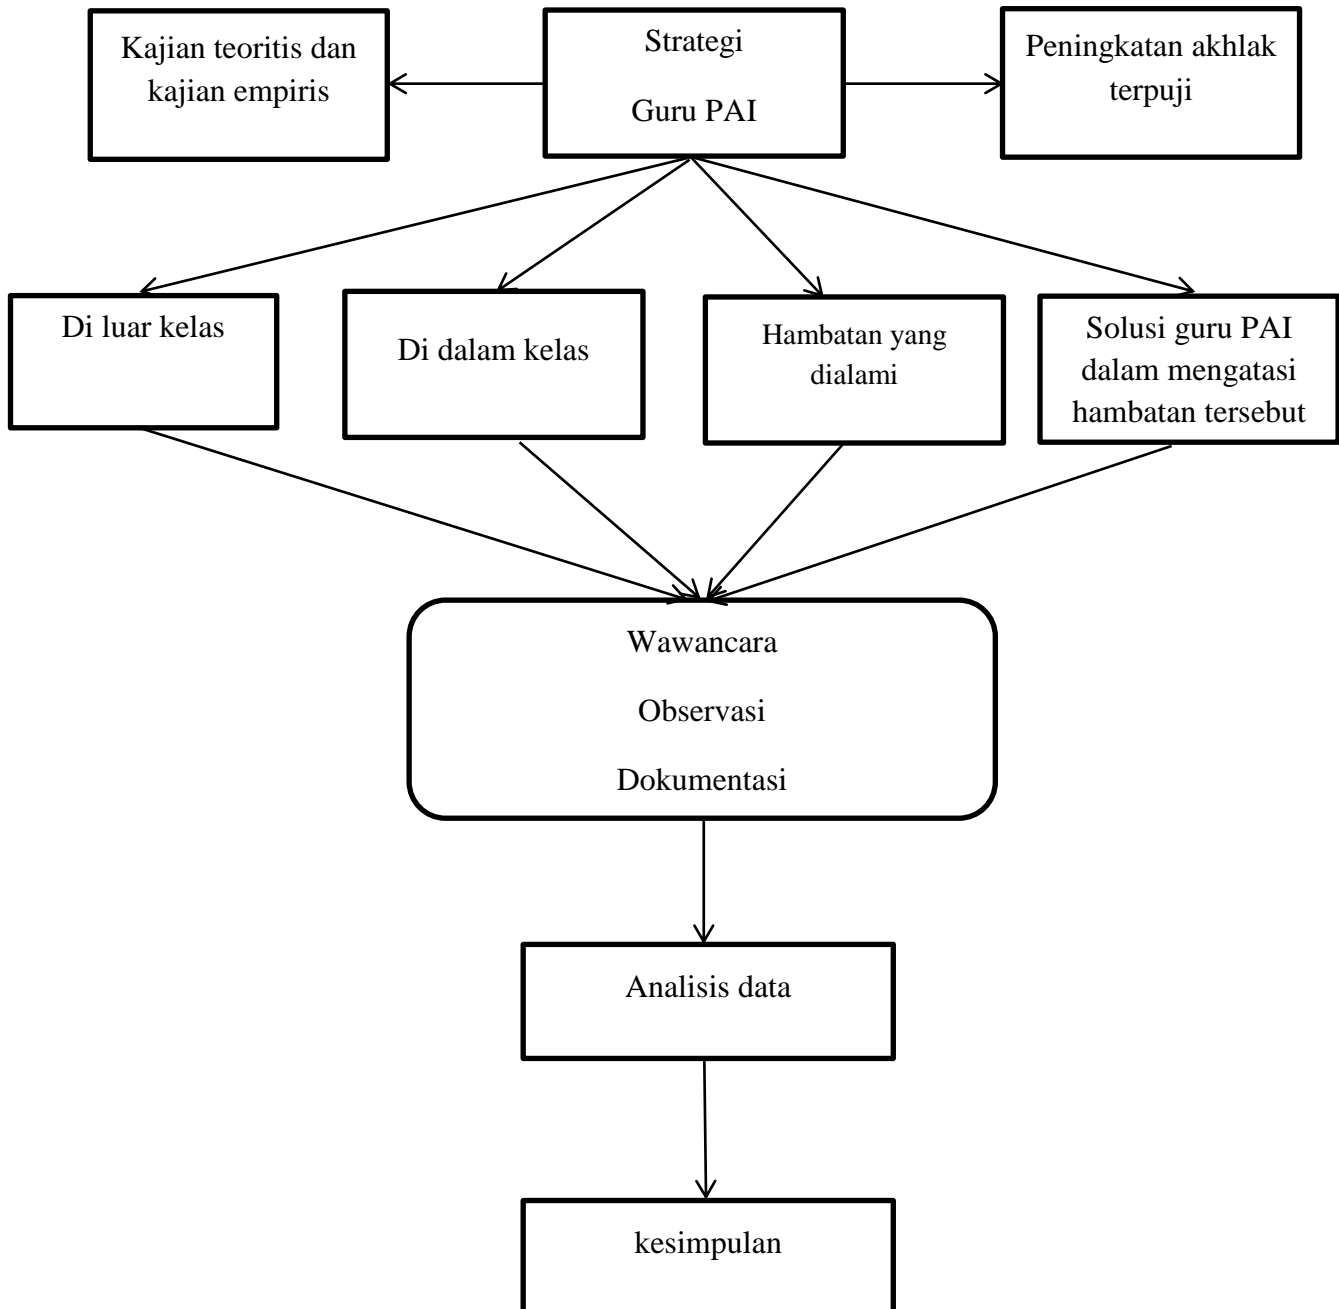 Kajian teoritis dan
kajian empiris
Strategi
Guru PAI
Peningkatan akhlak
terpuji
Di luar kelas
Di dalam kelas
Hambatan yang
dialami
Solusi guru PAI
dalam mengatasi
hambatan tersebut
Wawancara
Observasi
Dokumentasi
Analisis data
kesimpulan